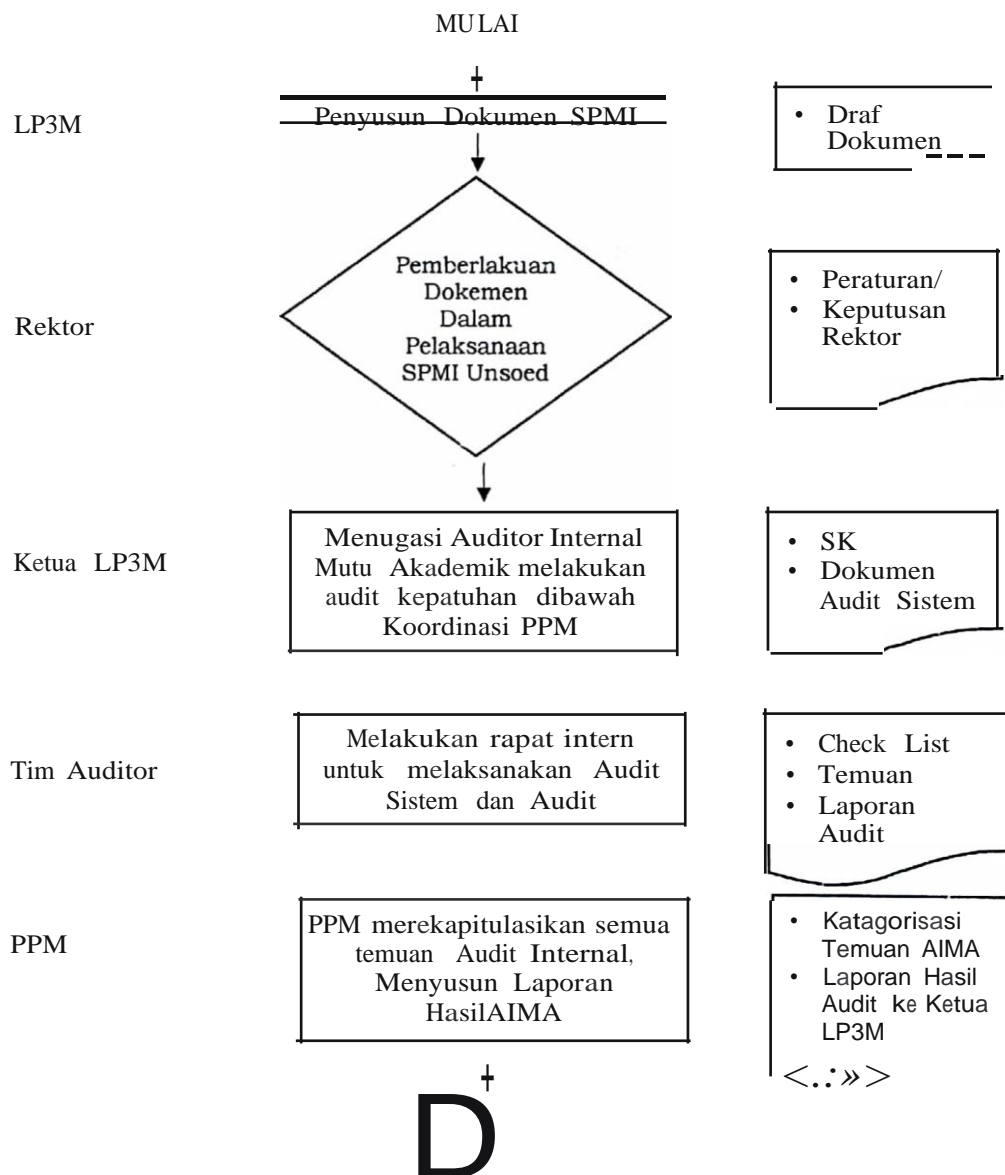 MULAI
LP3M
Penyusun Dokumen SPMI
• Draf
Dokumen
Rektor
Pemberlakuan
Dokemen
Dalam
Pelaksanaan
SPMI Unsoed
• Peraturan/
• Keputusan
Rektor
Ketua LP3M
Menugasi Auditor Internal
Mutu Akademik melakukan
audit kepatuhan dibawah
Koordinasi PPM
• SK
• Dokumen
Audit Sistem
Tim Auditor
Melakukan rapat intern
untuk melaksanakan Audit
Sistem dan Audit
• Check List
• Temuan
• Laporan
Audit
PPM
PPM merekapitulasikan semua
temuan Audit Internal,
Menyusun Laporan
HasilAIMA
• Katagorisasi
Temuan AIMA
• Laporan Hasil
Audit ke Ketua
LP3M
<.:»>
D